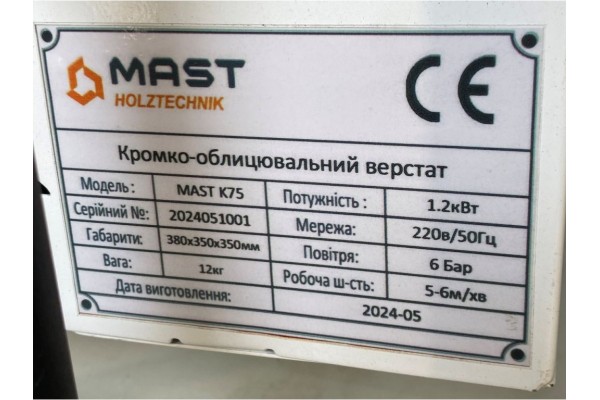 MAST
HOLZTECHNIK
CE
Кромко-облицювальний верстат
Модель: MAST K75 Потужність: 1.2кВт
Серійний №: 2024051001 Мережа: 220в/50Гц
Габарити: 380х350х350мм Повітря: 6 Бар
Вага: 12кг Робоча ш-сть: 5-6м/хв
Дата виготовлення: 2024-05